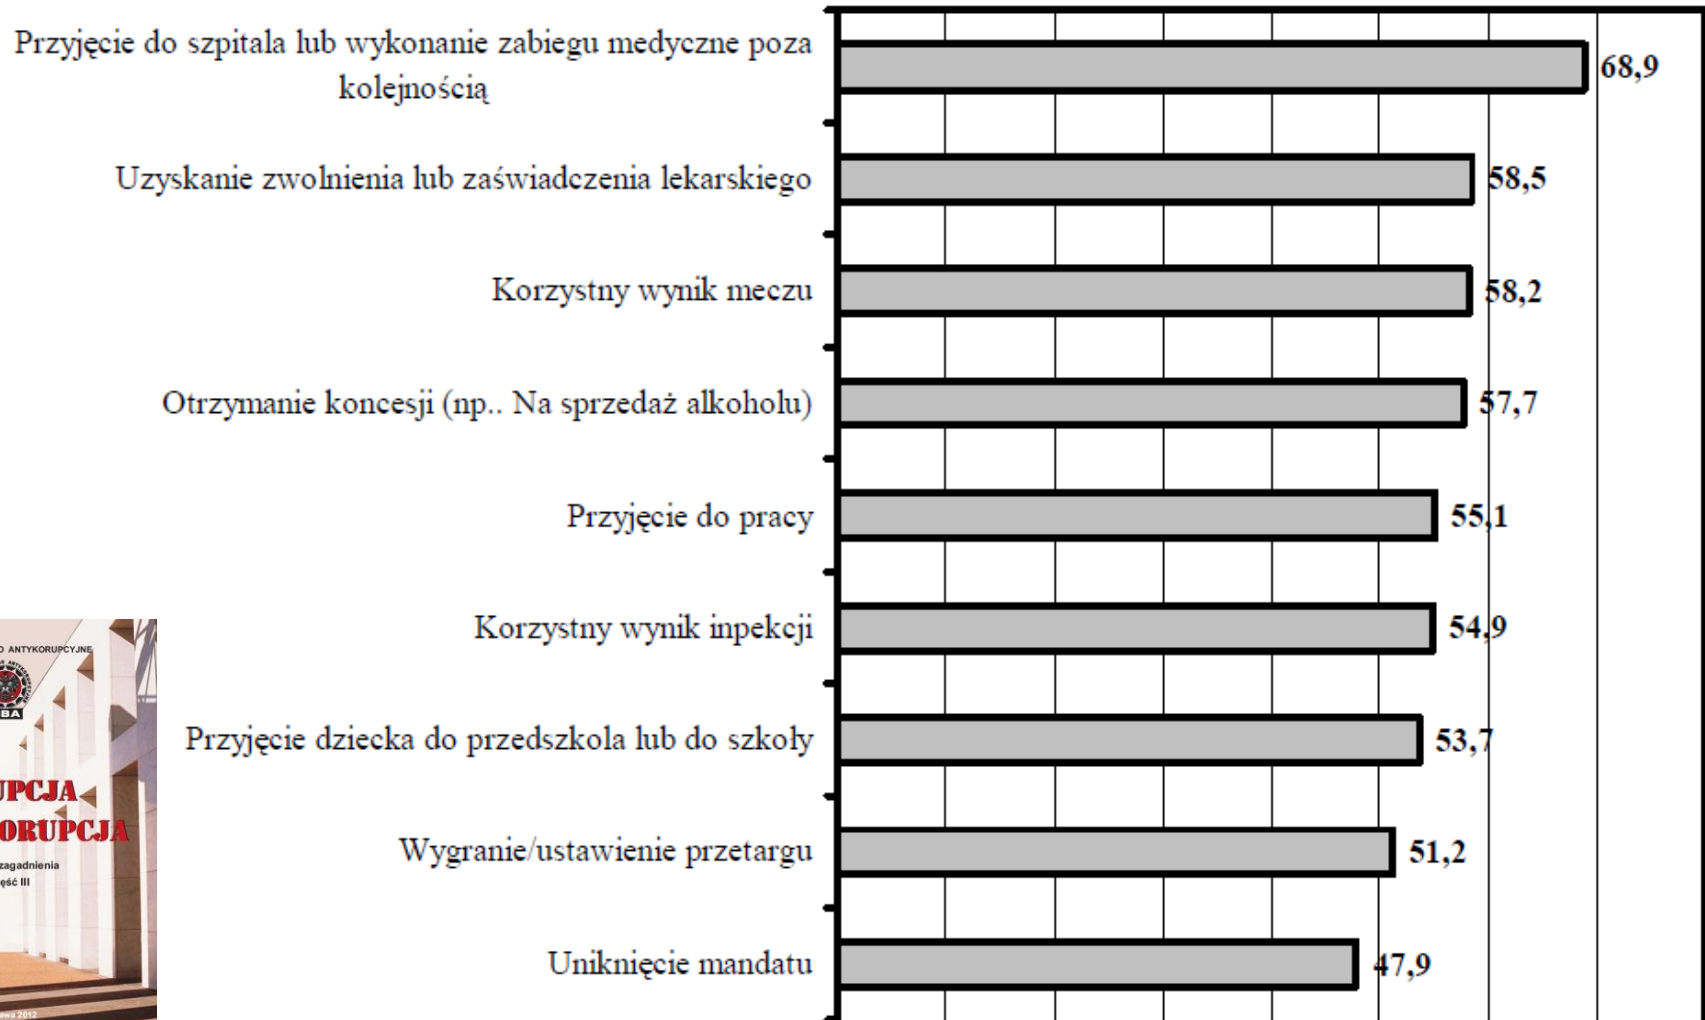 Przyjęcie do szpitala lub wykonanie zabiegu medyczne poza
kolejnością
68,9
Uzyskanie zwolnienia lub zaświadczenia lekarskiego
58,5
Korzystny wynik meczu
58,2
Otrzymanie koncesji (np.. Na sprzedaż alkoholu)
57,7
Przyjęcie do pracy
55,1
Korzystny wynik inpekcji
54,9
Przyjęcie dziecka do przedszkola lub do szkoły
53,7
Wygranie/ustawienie przetargu
51,2
Uniknięcie mandatu
47,9
O ANTYKORUPCYJNE
BA
UPCJA
ORUPCJA
zagadnienia
ęść III
awa 2012